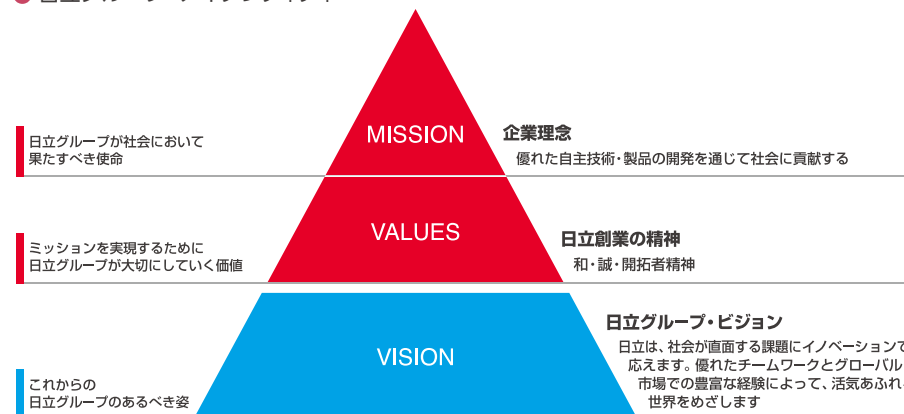 日立グループが社会において
果たすべき使命
MISSION
企業理念
優れた自主技術・製品の開発を通じて社会に貢献する
ミッションを実現するために
日立グループが大切にしていく価値
VALUES
日立創業の精神
和・誠・開拓者精神
これからの
日立グループのあるべき姿
VISION
日立グループ・ビジョン
日立は、社会が直面する課題にイノベーションで
応えます。優れたチームワークとグローバル
市場での豊富な経験によって、活気あふれ
世界をめざします